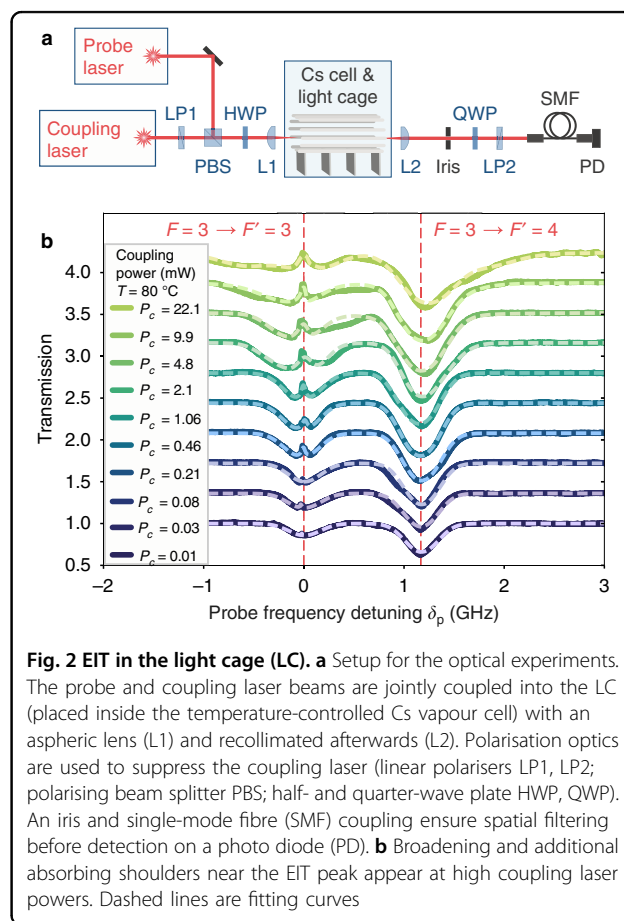 a
Probe
laser
Coupling
laser
LP1
PBS
HWP
L1
Cs cell &
light cage
L2
Iris
QWP
LP2
SMF
PD
b
F = 3 → F′ = 3
F = 3 → F′ = 4
Coupling
power (mW)
T = 80 °C
P_c = 22.1
P_c = 9.9
P_c = 4.8
P_c = 2.1
P_c = 1.06
P_c = 0.46
P_c = 0.21
P_c = 0.08
P_c = 0.03
P_c = 0.01
Transmission
4.0
3.5
3.0
2.5
2.0
1.5
1.0
0.5
−2
−1
0
1
2
3
Probe frequency detuning δ_p (GHz)
Fig. 2 EIT in the light cage (LC). a Setup for the optical experiments.
The probe and coupling laser beams are jointly coupled into the LC
(placed inside the temperature-controlled Cs vapour cell) with an
aspheric lens (L1) and recollimated afterwards (L2). Polarisation optics
are used to suppress the coupling laser (linear polarisers LP1, LP2;
polarising beam splitter PBS; half- and quarter-wave plate HWP, QWP).
An iris and single-mode fibre (SMF) coupling ensure spatial filtering
before detection on a photo diode (PD). b Broadening and additional
absorbing shoulders near the EIT peak appear at high coupling laser
powers. Dashed lines are fitting curves